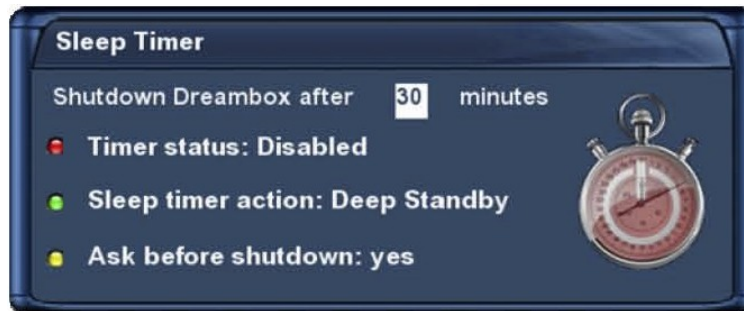 Sleep Timer
Shutdown Dreambox after 30 minutes
Timer status: Disabled
Sleep timer action: Deep Standby
Ask before shutdown: yes